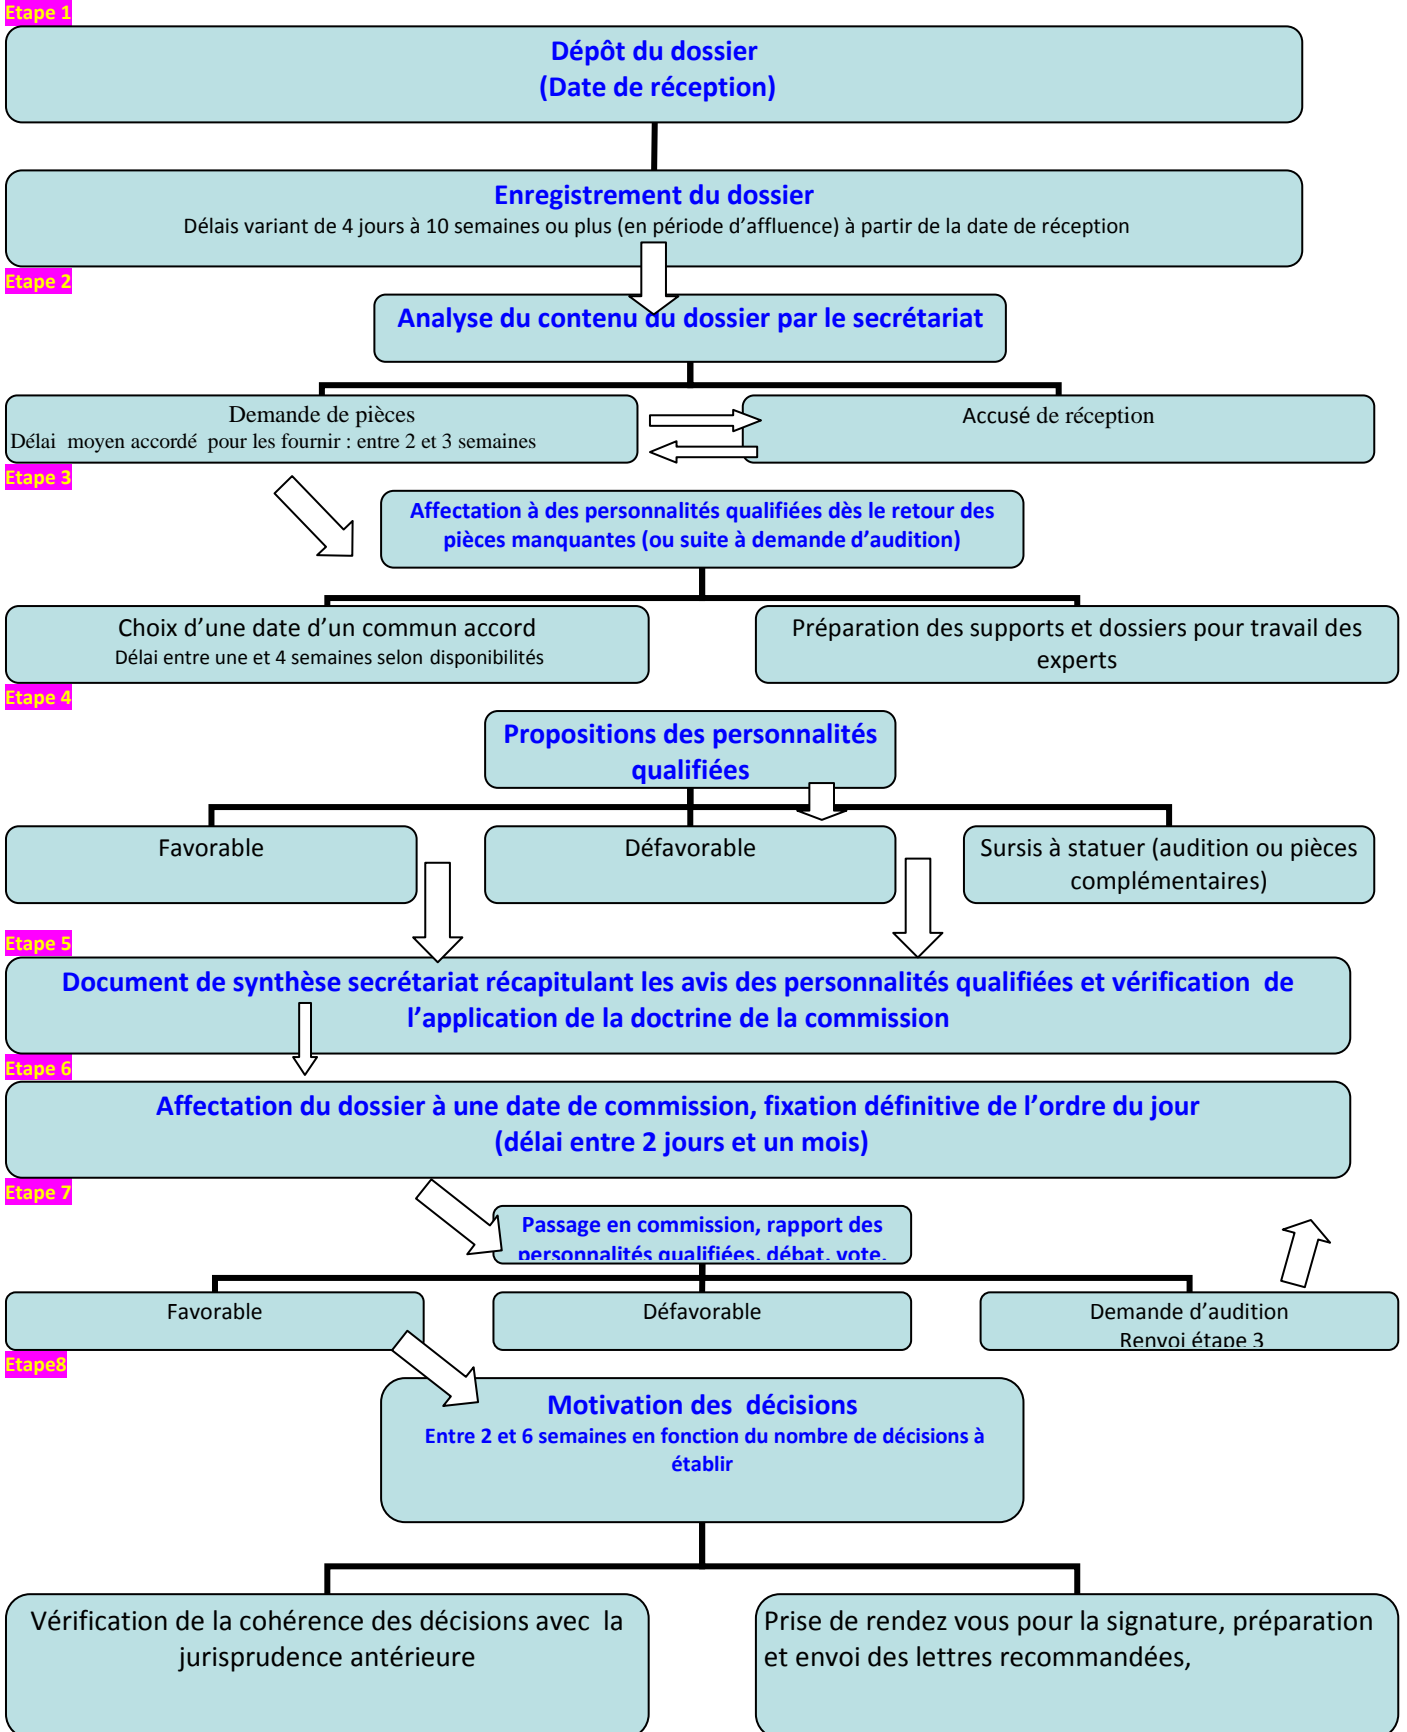 Etape 1
Dépôt du dossier
(Date de réception)
Enregistrement du dossier
Délais variant de 4 jours à 10 semaines ou plus (en période d’affluence) à partir de la date de réception
Etape 2
Analyse du contenu du dossier par le secrétariat
Demande de pièces
Délai moyen accordé pour les fournir : entre 2 et 3 semaines
Accusé de réception
Etape 3
Affectation à des personnalités qualifiées dès le retour des
pièces manquantes (ou suite à demande d’audition)
Choix d’une date d’un commun accord
Délai entre une et 4 semaines selon disponibilités
Préparation des supports et dossiers pour travail des
experts
Etape 4
Propositions des personnalités
qualifiées
Favorable
Défavorable
Sursis à statuer (audition ou pièces
complémentaires)
Etape 5
Document de synthèse secrétariat récapitulant les avis des personnalités qualifiées et vérification de
l’application de la doctrine de la commission
Etape 6
Affectation du dossier à une date de commission, fixation définitive de l’ordre du jour
(délai entre 2 jours et un mois)
Etape 7
Passage en commission, rapport des
personnalités qualifiées, débat, vote.
Favorable
Défavorable
Demande d’audition
Renvoi étape 3
Etape8
Motivation des décisions
Entre 2 et 6 semaines en fonction du nombre de décisions à
établir
Vérification de la cohérence des décisions avec la
jurisprudence antérieure
Prise de rendez vous pour la signature, préparation
et envoi des lettres recommandées,